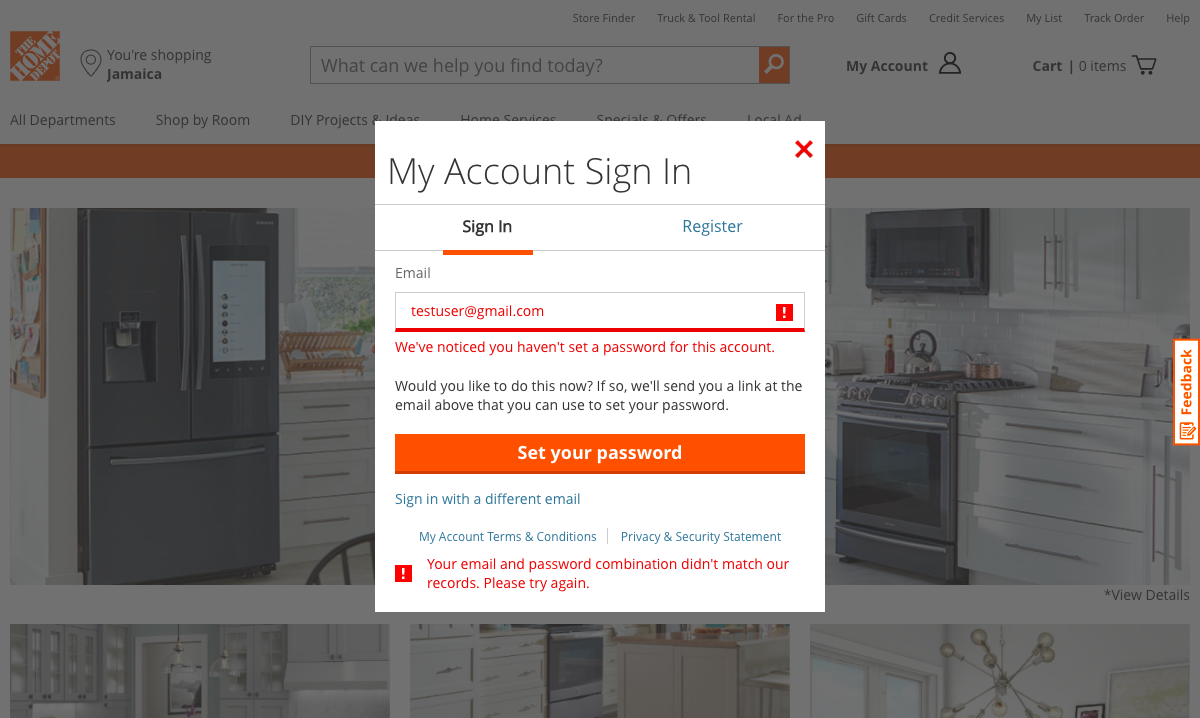 Store Finder Truck & Tool Rental For the Pro Gift Cards Credit Services My List Track Order Help
THE HOME DEPOT
You're shopping
Jamaica
What can we help you find today?
My Account
Cart | 0 items
All Departments Shop by Room DIY Projects & Ideas Home Services Specials & Offers Local Ad
My Account Sign In
Sign In Register
Email
testuser@gmail.com
!
We've noticed you haven't set a password for this account.
Would you like to do this now? If so, we'll send you a link at the
email above that you can use to set your password.
Set your password
Sign in with a different email
My Account Terms & Conditions Privacy & Security Statement
!
Your email and password combination didn't match our
records. Please try again.
Feedback
*View Details